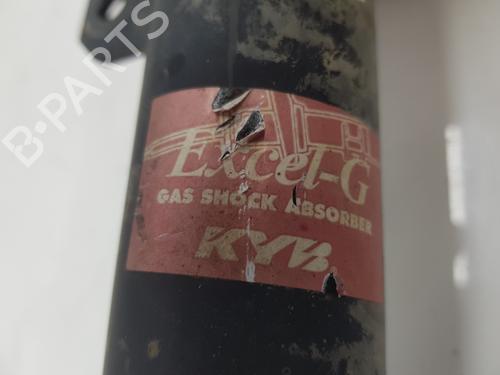 B-PARTS
Excel-G
GAS SHOCK ABSORBER
KYB